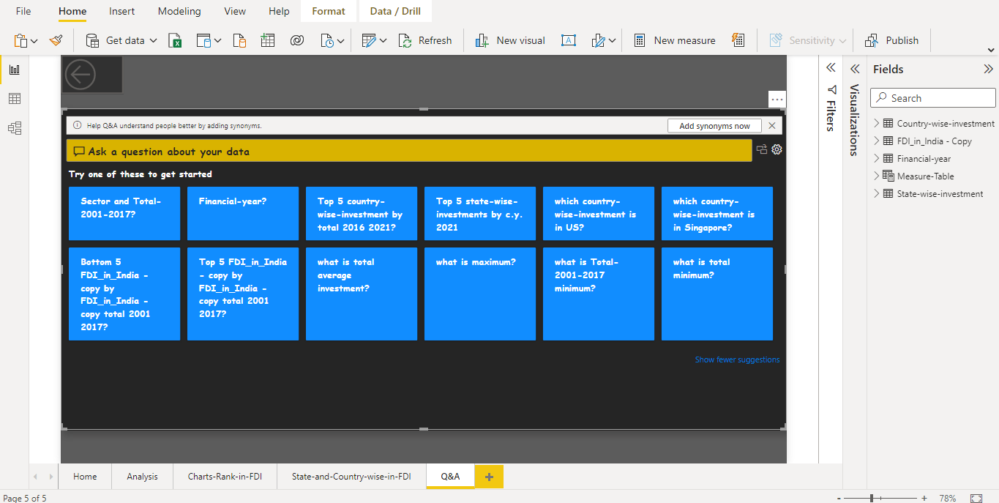 File Home Insert Modeling View Help Format Data / Drill
Get data Refresh New visual New measure Sensitivity Publish
Filters
Visualizations
Fields
Search
Country-wise-investment
FDI_in_India - Copy
Financial-year
Measure-Table
State-wise-investment
Help Q&A understand people better by adding synonyms. Add synonyms now
Ask a question about your data
Try one of these to get started
Sector and Total-
2001-2017?
Financial-year?
Top 5 country-
wise-investment by
total 2016 2021?
Top 5 state-wise-
investments by c.y.
2021
which country-
wise-investment is
in US?
which country-
wise-investment is
in Singapore?
Bottom 5
FDI_in_India -
copy by
FDI_in_India -
copy total 2001
2017?
Top 5 FDI_in_India
- copy by
FDI_in_India -
copy total 2001
2017?
what is total
average
investment?
what is maximum?
what is Total-
2001-2017
minimum?
what is total
minimum?
Show fewer suggestions
Home Analysis Charts-Rank-in-FDI State-and-Country-wise-in-FDI Q&A +
Page 5 of 5 - + 78%